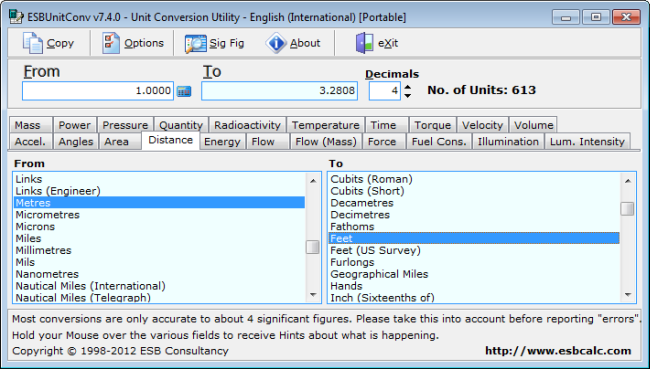 ESBUnitConv v7.4.0 - Unit Conversion Utility - English (International) [Portable]
Copy Options Sig Fig About eXit
From To Decimals
1.0000 3.2808 4 No. of Units: 613
Mass Power Pressure Quantity Radioactivity Temperature Time Torque Velocity Volume
Accel. Angles Area Distance Energy Flow Flow (Mass) Force Fuel Cons. Illumination Lum. Intensity
From
Links
Links (Engineer)
Metres
Micrometres
Microns
Miles
Millimetres
Mils
Nanometres
Nautical Miles (International)
Nautical Miles (Telegraph)
To
Cubits (Roman)
Cubits (Short)
Decametres
Decimetres
Fathoms
Feet
Feet (US Survey)
Furlongs
Geographical Miles
Hands
Inch (Sixteenths of)
Most conversions are only accurate to about 4 significant figures. Please take this into account before reporting "errors".
Hold your Mouse over the various fields to receive Hints about what is happening.
Copyright © 1998-2012 ESB Consultancy http://www.esbcalc.com